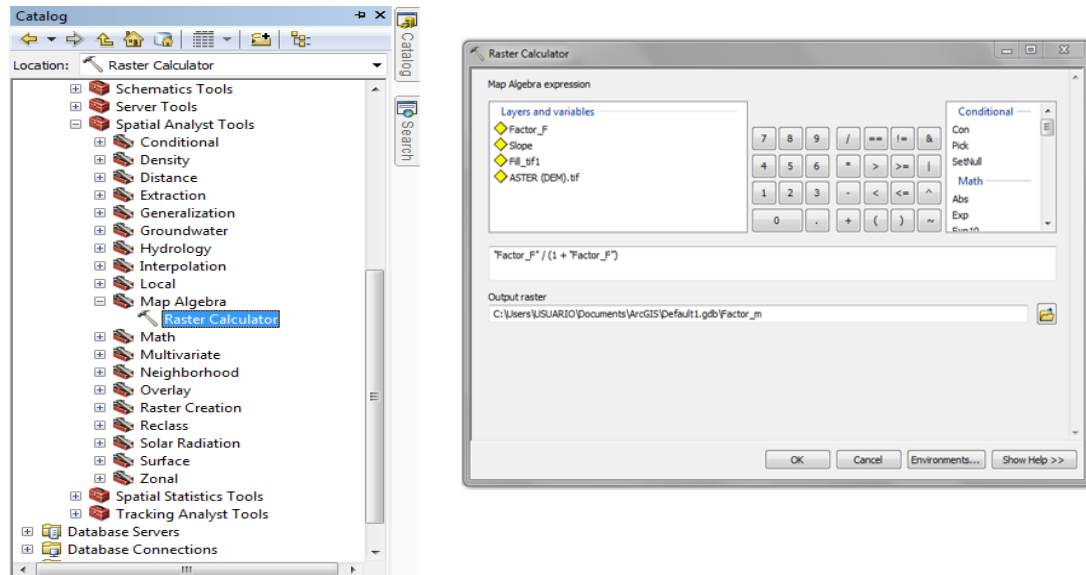 Catalog
Location: Raster Calculator
Schematics Tools
Server Tools
Spatial Analyst Tools
Conditional
Density
Distance
Extraction
Generalization
Groundwater
Hydrology
Interpolation
Local
Map Algebra
Raster Calculator
Math
Multivariate
Neighborhood
Overlay
Raster Creation
Reclass
Solar Radiation
Surface
Zonal
Spatial Statistics Tools
Tracking Analyst Tools
Database Servers
Database Connections
Catalog
Search
Raster Calculator
Map Algebra expression
Layers and variables
Factor_F
Slope
Fill_tif1
ASTER (DEM).tif
7 8 9 / == != &
4 5 6 * > >= |
1 2 3 - < <= ^
0 . + ( ) ~
Conditional
Con
Pick
SetNull
Math
Abs
Exp
Exp10
"Factor_F" / (1 + "Factor_F")
Output raster
C:\Users\USUARIO\Documents\ArcGIS\Default1.gdb\Factor_m
OK Cancel Environments... Show Help >>